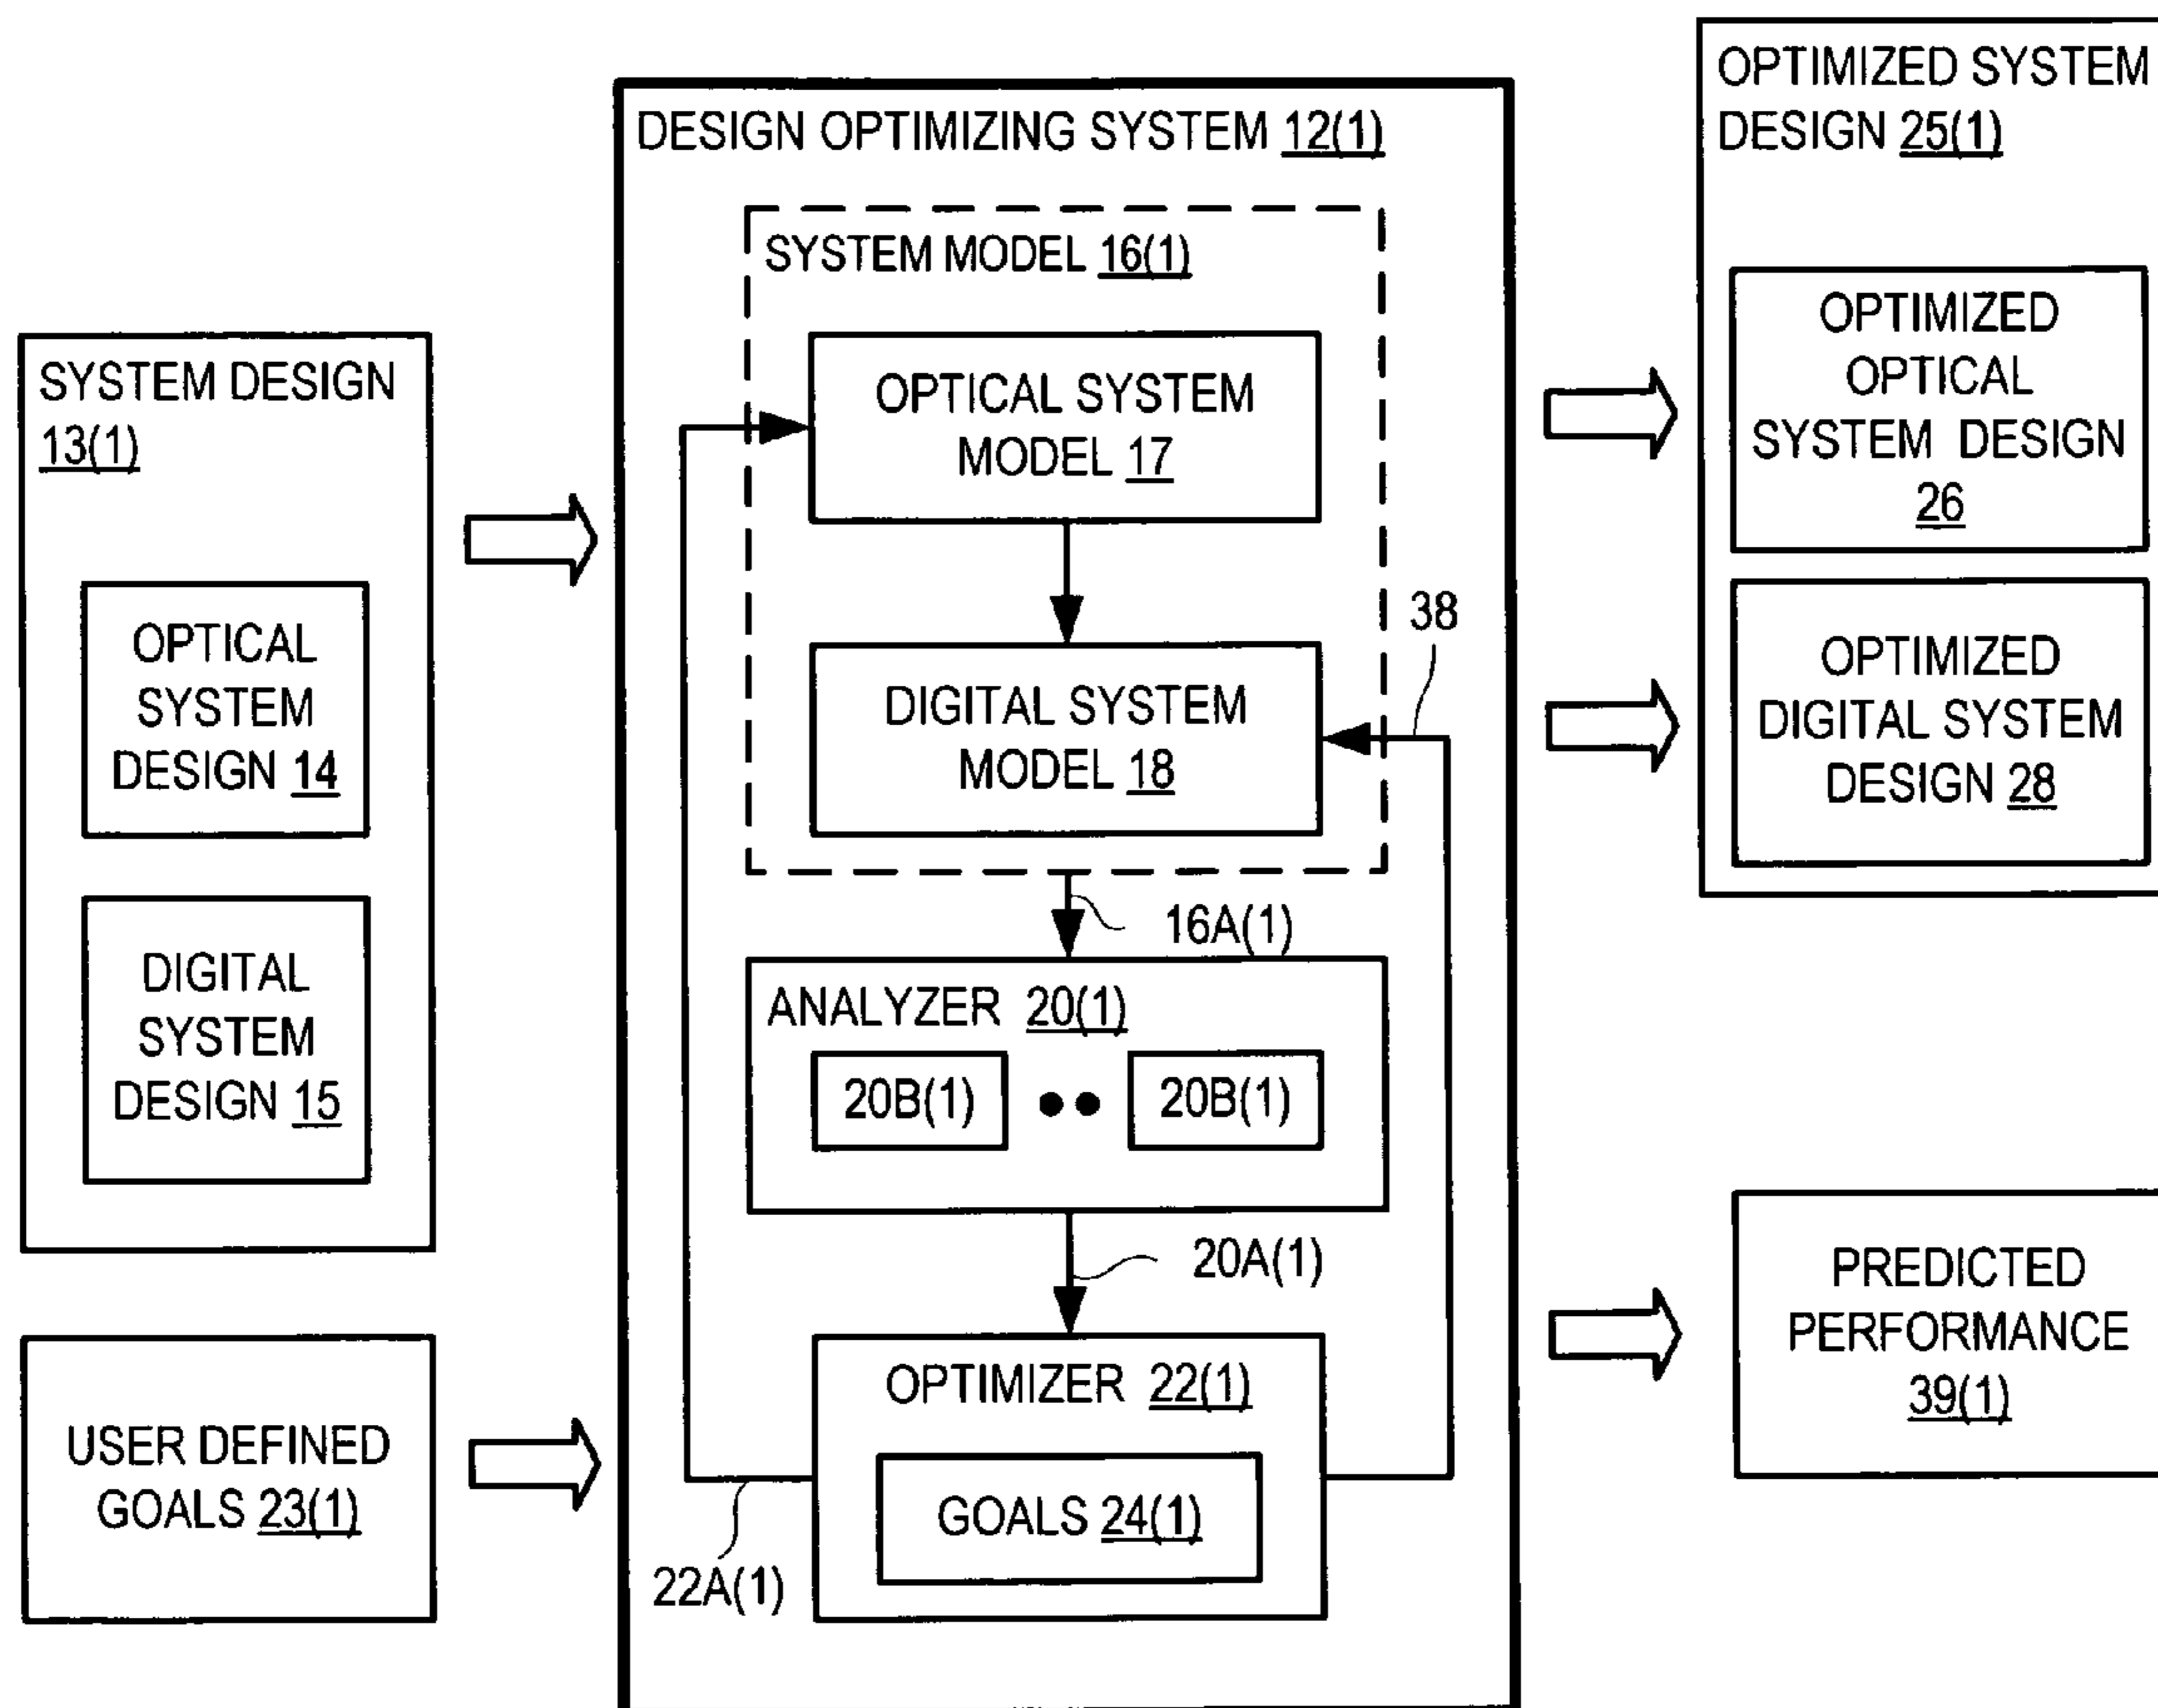 SYSTEM DESIGN
13(1)
OPTICAL
SYSTEM
DESIGN 14
DIGITAL
SYSTEM
DESIGN 15
USER DEFINED
GOALS 23(1)
DESIGN OPTIMIZING SYSTEM 12(1)
SYSTEM MODEL 16(1)
OPTICAL SYSTEM
MODEL 17
DIGITAL SYSTEM
MODEL 18
38
16A(1)
ANALYZER 20(1)
20B(1)
20B(1)
20A(1)
OPTIMIZER 22(1)
GOALS 24(1)
22A(1)
OPTIMIZED SYSTEM
DESIGN 25(1)
OPTIMIZED
OPTICAL
SYSTEM DESIGN
26
OPTIMIZED
DIGITAL SYSTEM
DESIGN 28
PREDICTED
PERFORMANCE
39(1)